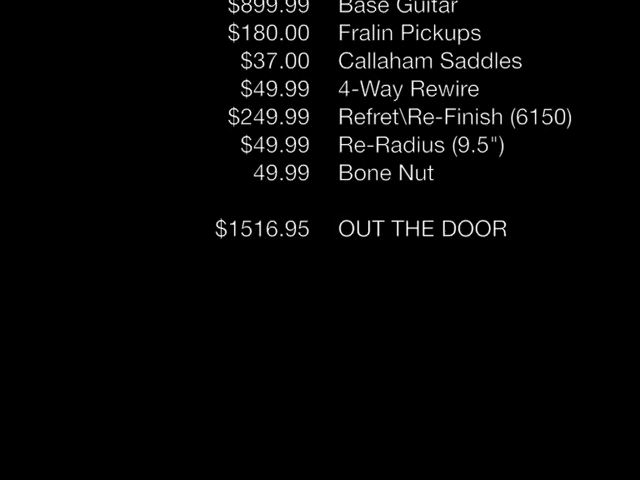 $899.99 Base Guitar
$180.00 Fralin Pickups
$37.00 Callaham Saddles
$49.99 4-Way Rewire
$249.99 Refret\Re-Finish (6150)
$49.99 Re-Radius (9.5")
49.99 Bone Nut
$1516.95 OUT THE DOOR